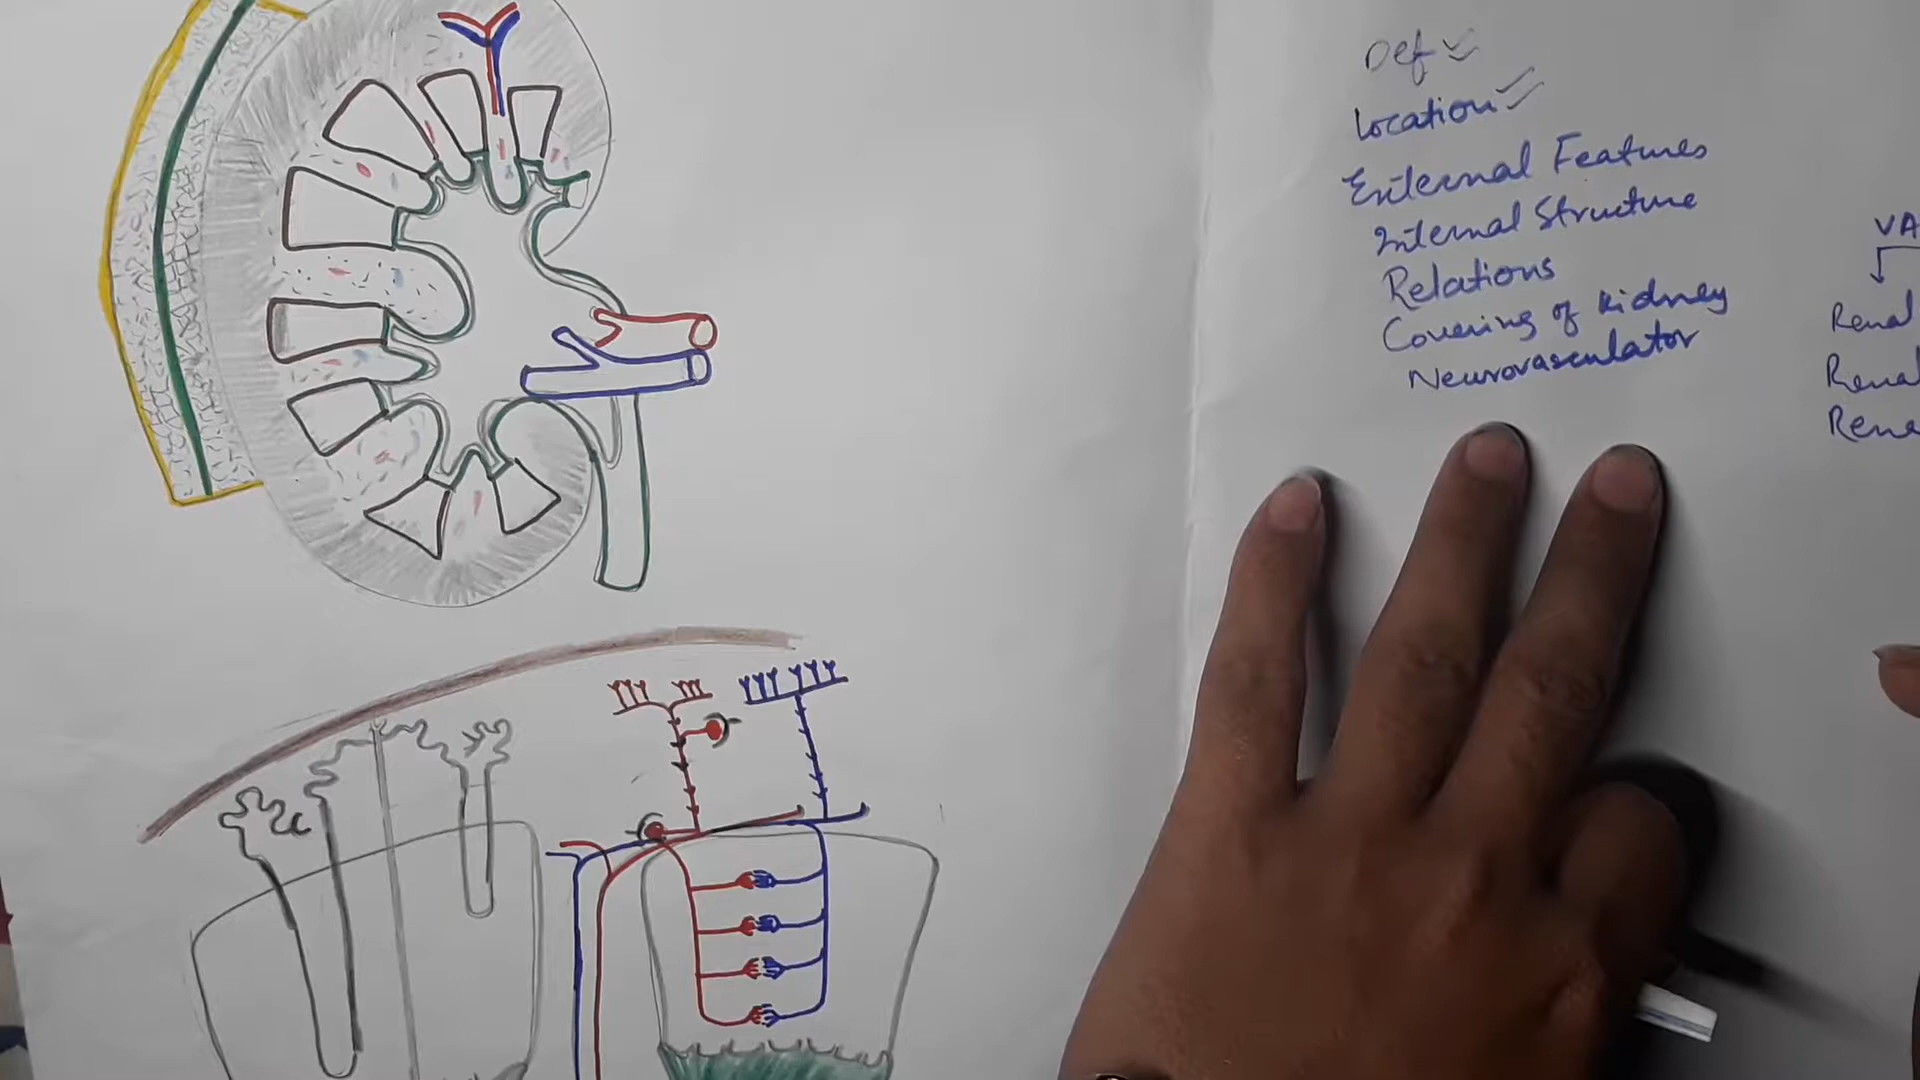 Def
Location
External Features
Internal Structure
Relations
Covering of kidney
Neurovasculator
VA
Renal
Renal
Rena